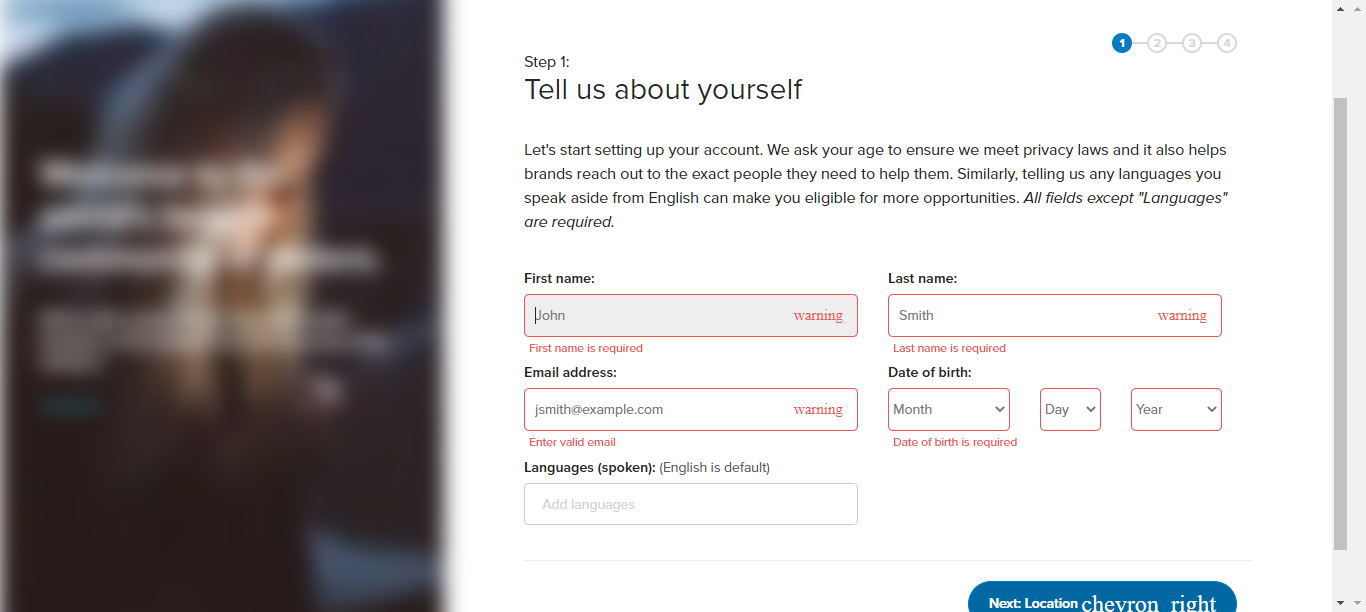 1 2 3 4
Step 1:
Tell us about yourself
Let's start setting up your account. We ask your age to ensure we meet privacy laws and it also helps
brands reach out to the exact people they need to help them. Similarly, telling us any languages you
speak aside from English can make you eligible for more opportunities. All fields except "Languages"
are required.
First name: Last name:
John warning Smith warning
First name is required Last name is required
Email address: Date of birth:
jsmith@example.com warning Month Day Year
Enter valid email Date of birth is required
Languages (spoken): (English is default)
Add languages
Next: Location chevron_right